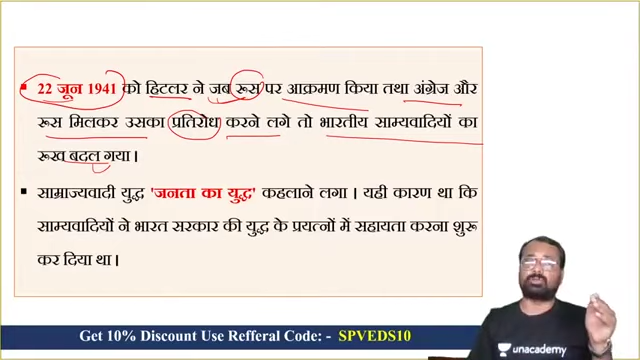 22 जून 1941 को हिटलर ने जब रूस पर आक्रमण किया तथा अंग्रेज और
रूस मिलकर उसका प्रतिरोध करने लगे तो भारतीय साम्यवादियों का
रूख बदल गया।
साम्राज्यवादी युद्ध 'जनता का युद्ध' कहलाने लगा। यही कारण था कि
साम्यवादियों ने भारत सरकार की युद्ध के प्रयत्नों में सहायता करना शुरू
कर दिया था।
unacademy
Get 10% Discount Use Refferal Code: - SPVEDS10